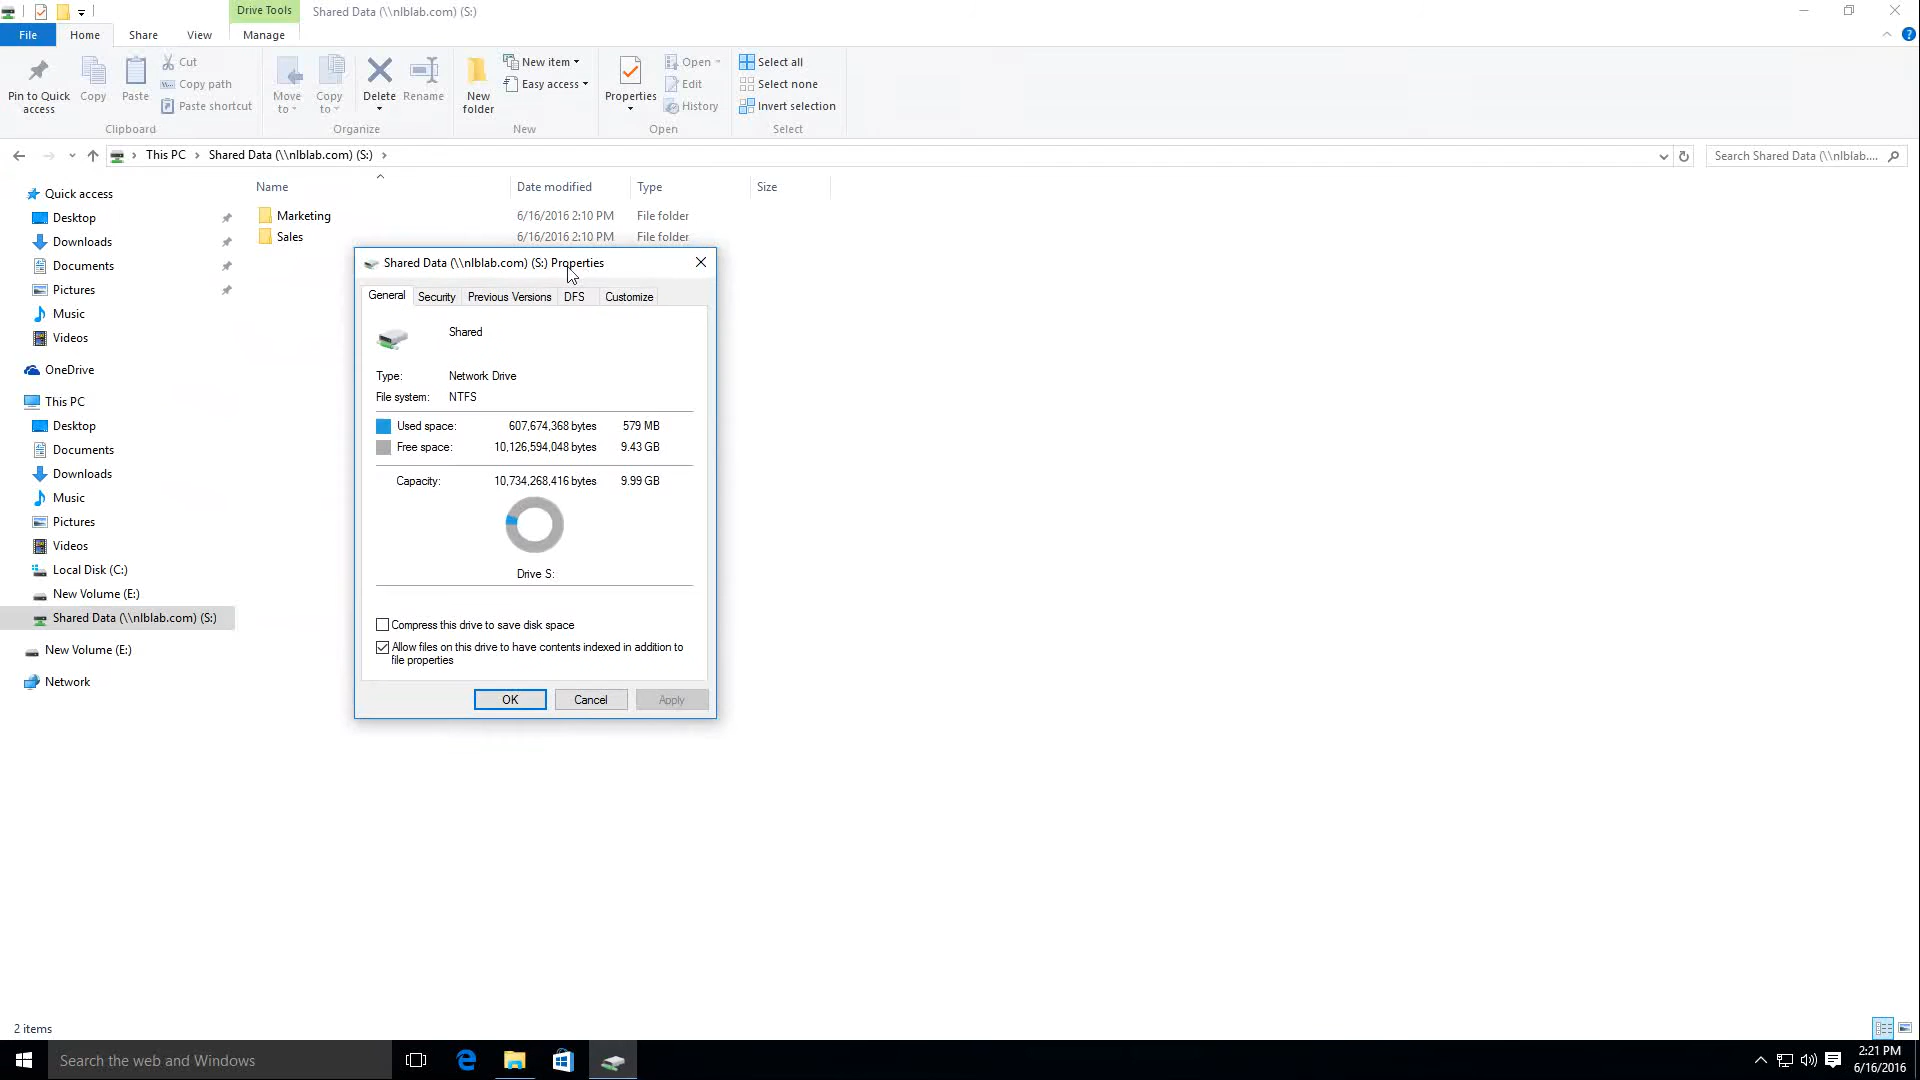 Drive Tools
Shared Data (\\nlblab.com) (S:)
File
Home
Share
View
Manage
Pin to Quick
access
Copy
Paste
Cut
Copy path
Paste shortcut
Clipboard
Move
to
Copy
to
Delete
Rename
Organize
New
folder
New item
Easy access
New
Properties
Open
Edit
History
Open
Select all
Select none
Invert selection
Select
This PC
Shared Data (\\nlblab.com) (S:)
Search Shared Data (\\nlblab....
Quick access
Desktop
Downloads
Documents
Pictures
Music
Videos
OneDrive
This PC
Desktop
Documents
Downloads
Music
Pictures
Videos
Local Disk (C:)
New Volume (E:)
Shared Data (\\nlblab.com) (S:)
New Volume (E:)
Network
Name
Date modified
Type
Size
Marketing
6/16/2016 2:10 PM
File folder
Sales
6/16/2016 2:10 PM
File folder
Shared Data (\\nlblab.com) (S:) Properties
General
Security
Previous Versions
DFS
Customize
Shared
Type: Network Drive
File system: NTFS
Used space: 607,674,368 bytes 579 MB
Free space: 10,126,594,048 bytes 9.43 GB
Capacity: 10,734,268,416 bytes 9.99 GB
Drive S:
Compress this drive to save disk space
Allow files on this drive to have contents indexed in addition to
file properties
OK
Cancel
Apply
2 items
Search the web and Windows
2:21 PM
6/16/2016